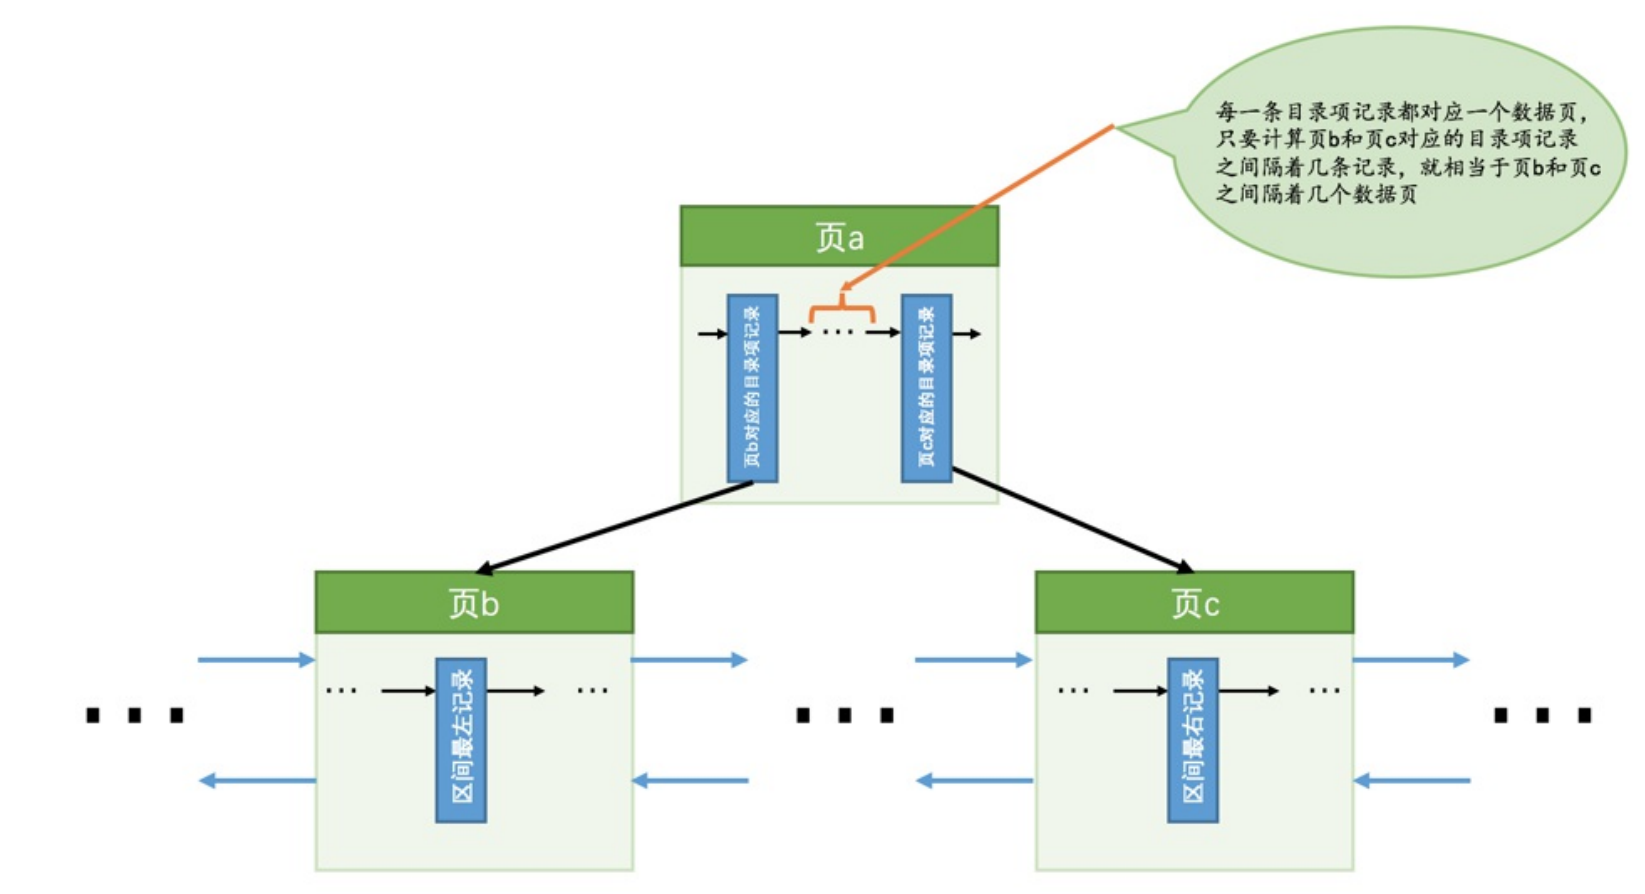 每一条目录项记录都对应一个数据页，
只要计算页b和页c对应的目录项记录
之间隔着几条记录，就相当于页b和页c
之间隔着几个数据页
页a
页b对应的目录项记录
...
页c对应的目录项记录
页b
页c
...
区间最左记录
...
...
区间最右记录
...
...
...
...